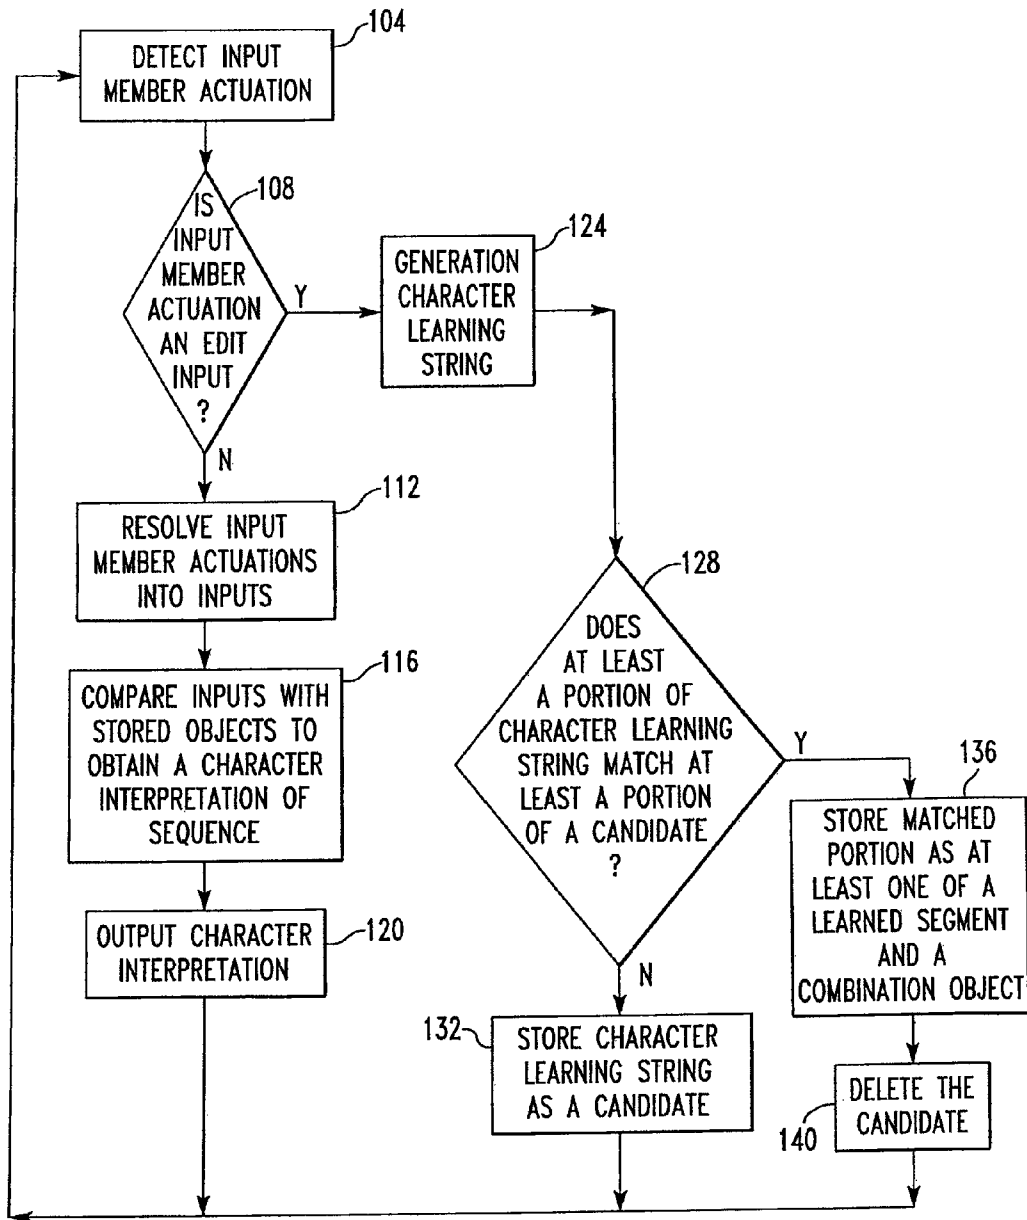 104
DETECT INPUT
MEMBER ACTUATION
108
IS
INPUT
MEMBER
ACTUATION
AN EDIT
INPUT
?
Y
N
124
GENERATION
CHARACTER
LEARNING
STRING
112
RESOLVE INPUT
MEMBER ACTUATIONS
INTO INPUTS
116
COMPARE INPUTS WITH
STORED OBJECTS TO
OBTAIN A CHARACTER
INTERPRETATION OF
SEQUENCE
120
OUTPUT CHARACTER
INTERPRETATION
128
DOES
AT LEAST
A PORTION OF
CHARACTER LEARNING
STRING MATCH AT
LEAST A PORTION
OF A CANDIDATE
?
Y
N
136
STORE MATCHED
PORTION AS AT
LEAST ONE OF A
LEARNED SEGMENT
AND A
COMBINATION OBJECT
132
STORE CHARACTER
LEARNING STRING
AS A CANDIDATE
140
DELETE THE
CANDIDATE